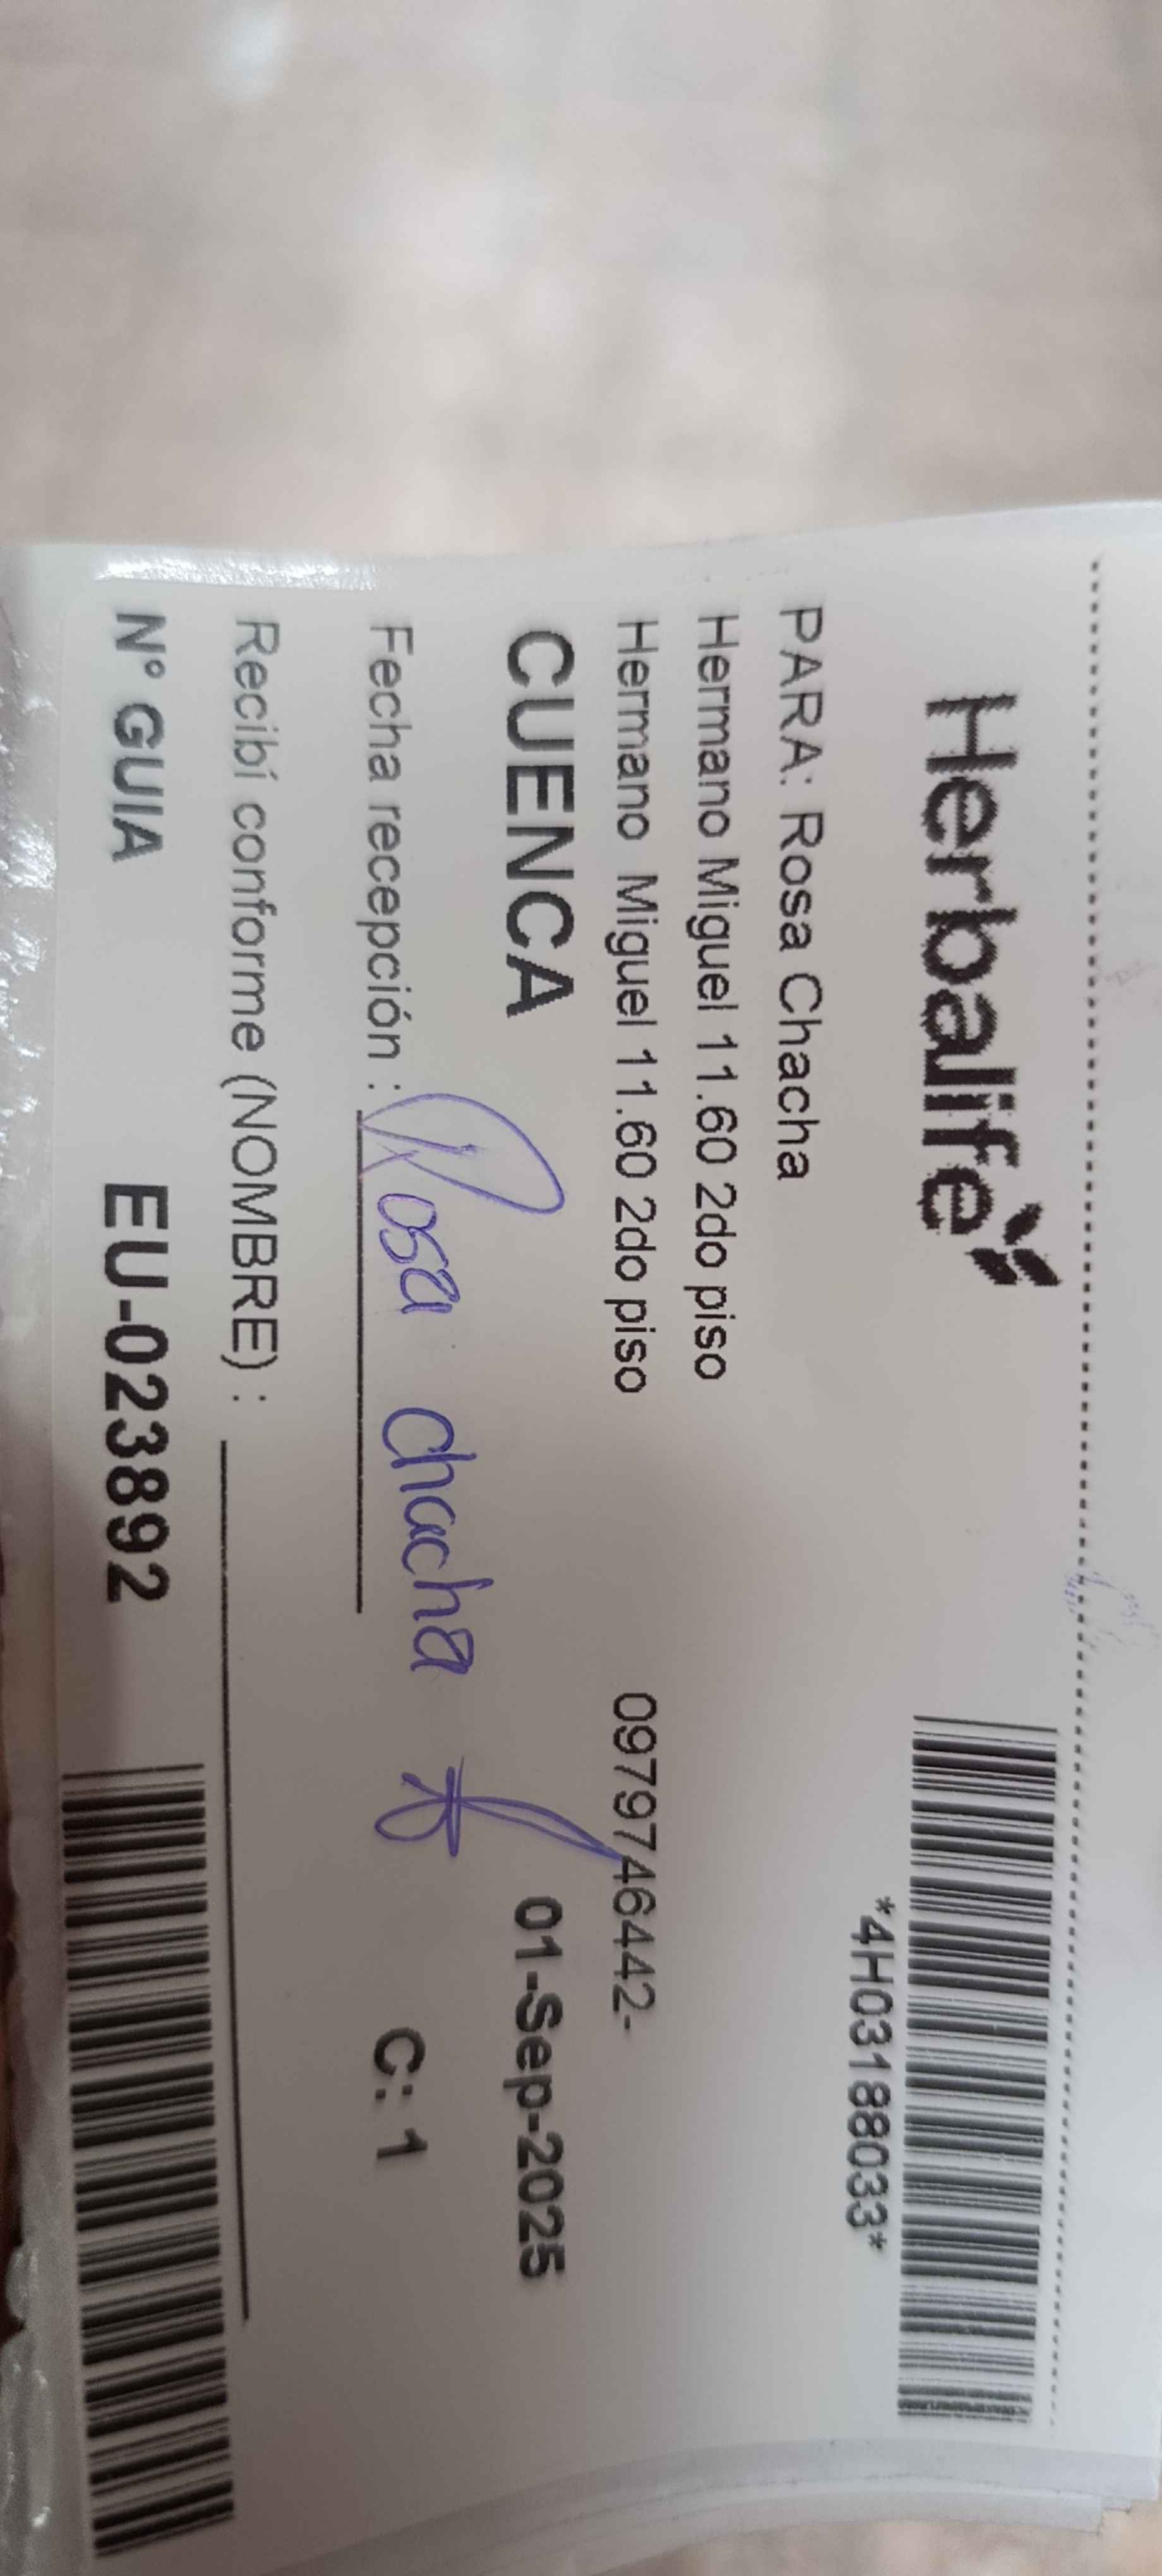 Herbalife
*4H03188033*
PARA: Rosa Chacha
Hermano Miguel 11.60 2do piso
Hermano Miguel 11.60 2do piso 0979746442-
CUENCA 01-Sep-2025
Fecha recepción : Rosa chacha C: 1
Recibí conforme (NOMBRE) :
N° GUIA EU-023892